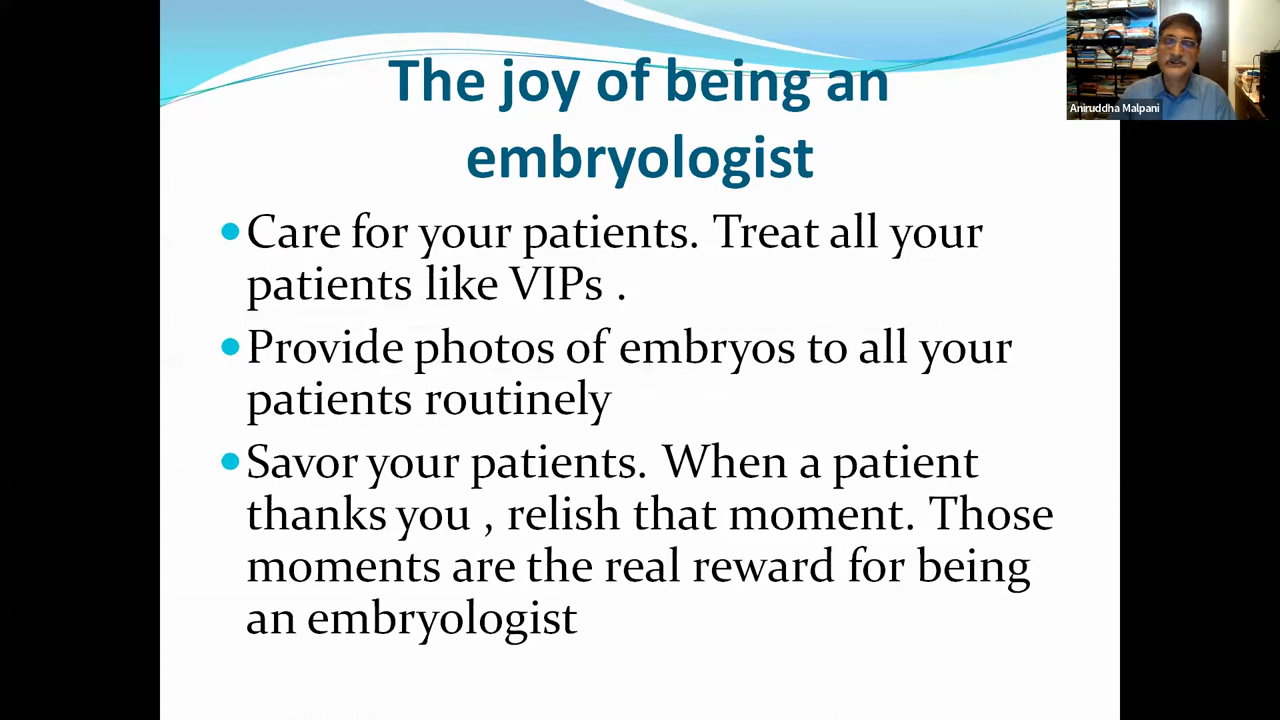 The joy of being an
embryologist
Aniruddha Malpani
•Care for your patients. Treat all your
patients like VIPs .
•Provide photos of embryos to all your
patients routinely
•Savor your patients. When a patient
thanks you , relish that moment. Those
moments are the real reward for being
an embryologist